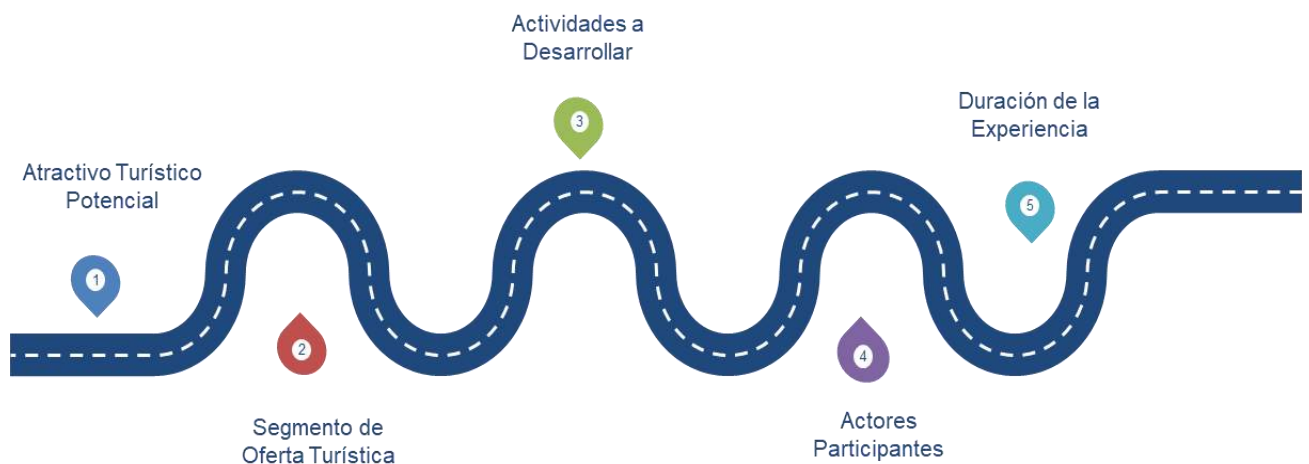 Atractivo Turístico
Potencial
1
2
Segmento de
Oferta Turística
Actividades a
Desarrollar
3
4
Actores
Participantes
Duración de la
Experiencia
5